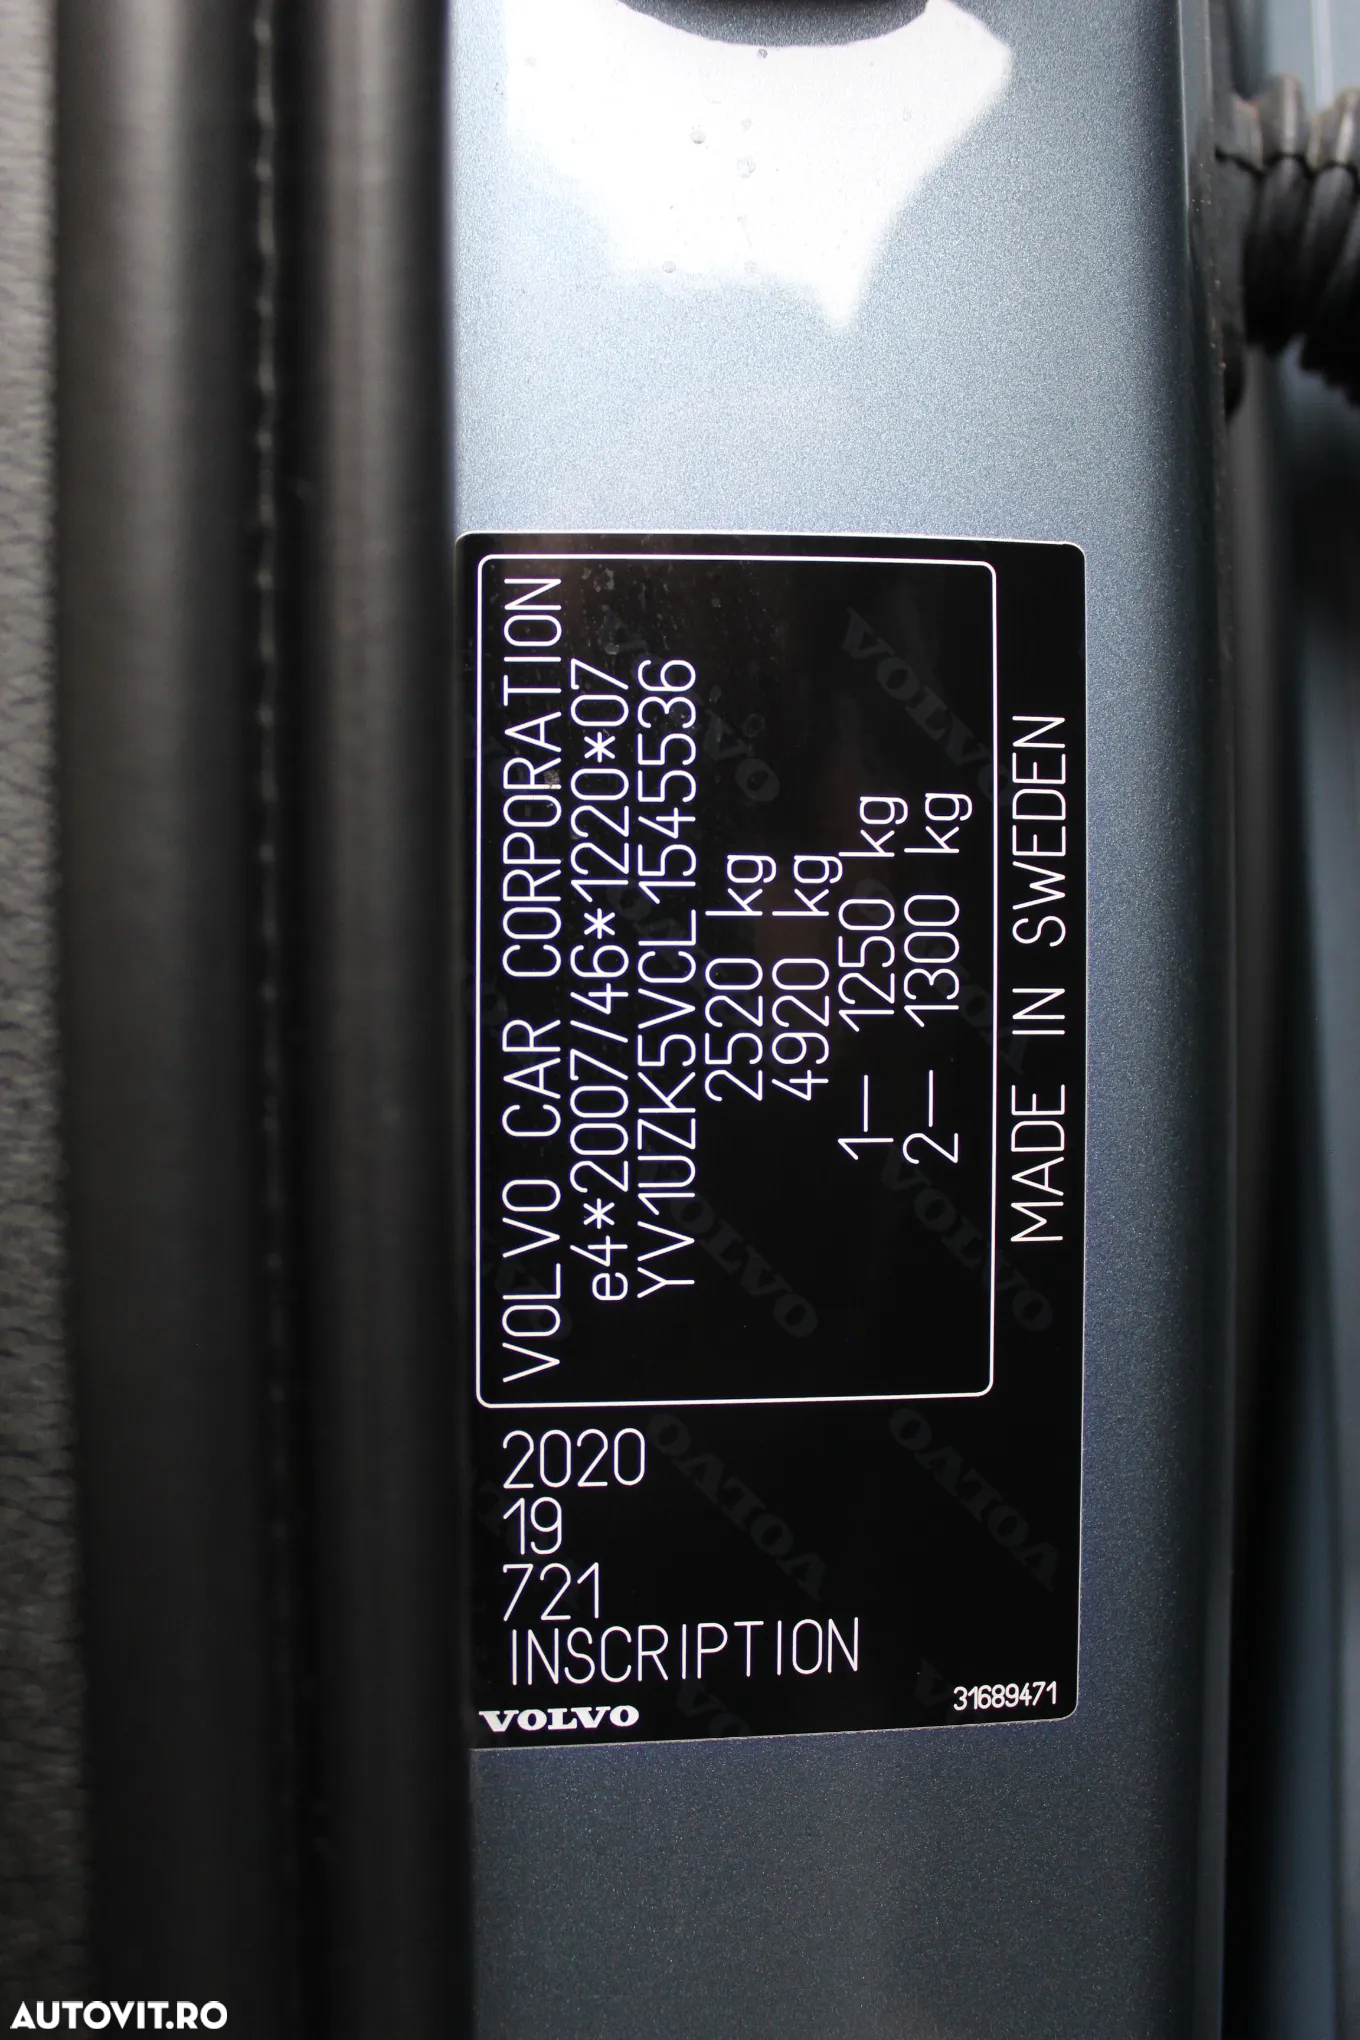 VOLVO CAR CORPORATION
e4*2007/46*1220*07
YV1UZK5VCL1545536
2520 kg
4920 kg
1— 1250 kg
2— 1300 kg
MADE IN SWEDEN
2020
19
721
INSCRIPTION
VOLVO
31689471
AUTOVIT.RO